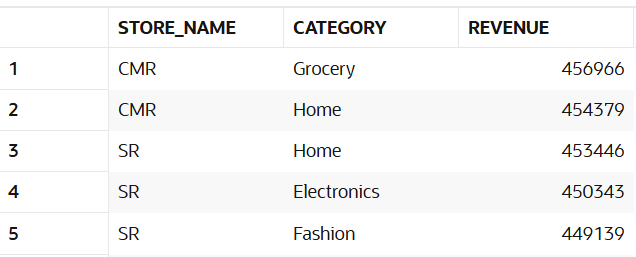 STORE_NAME CATEGORY REVENUE
1 CMR Grocery 456966
2 CMR Home 454379
3 SR Home 453446
4 SR Electronics 450343
5 SR Fashion 449139